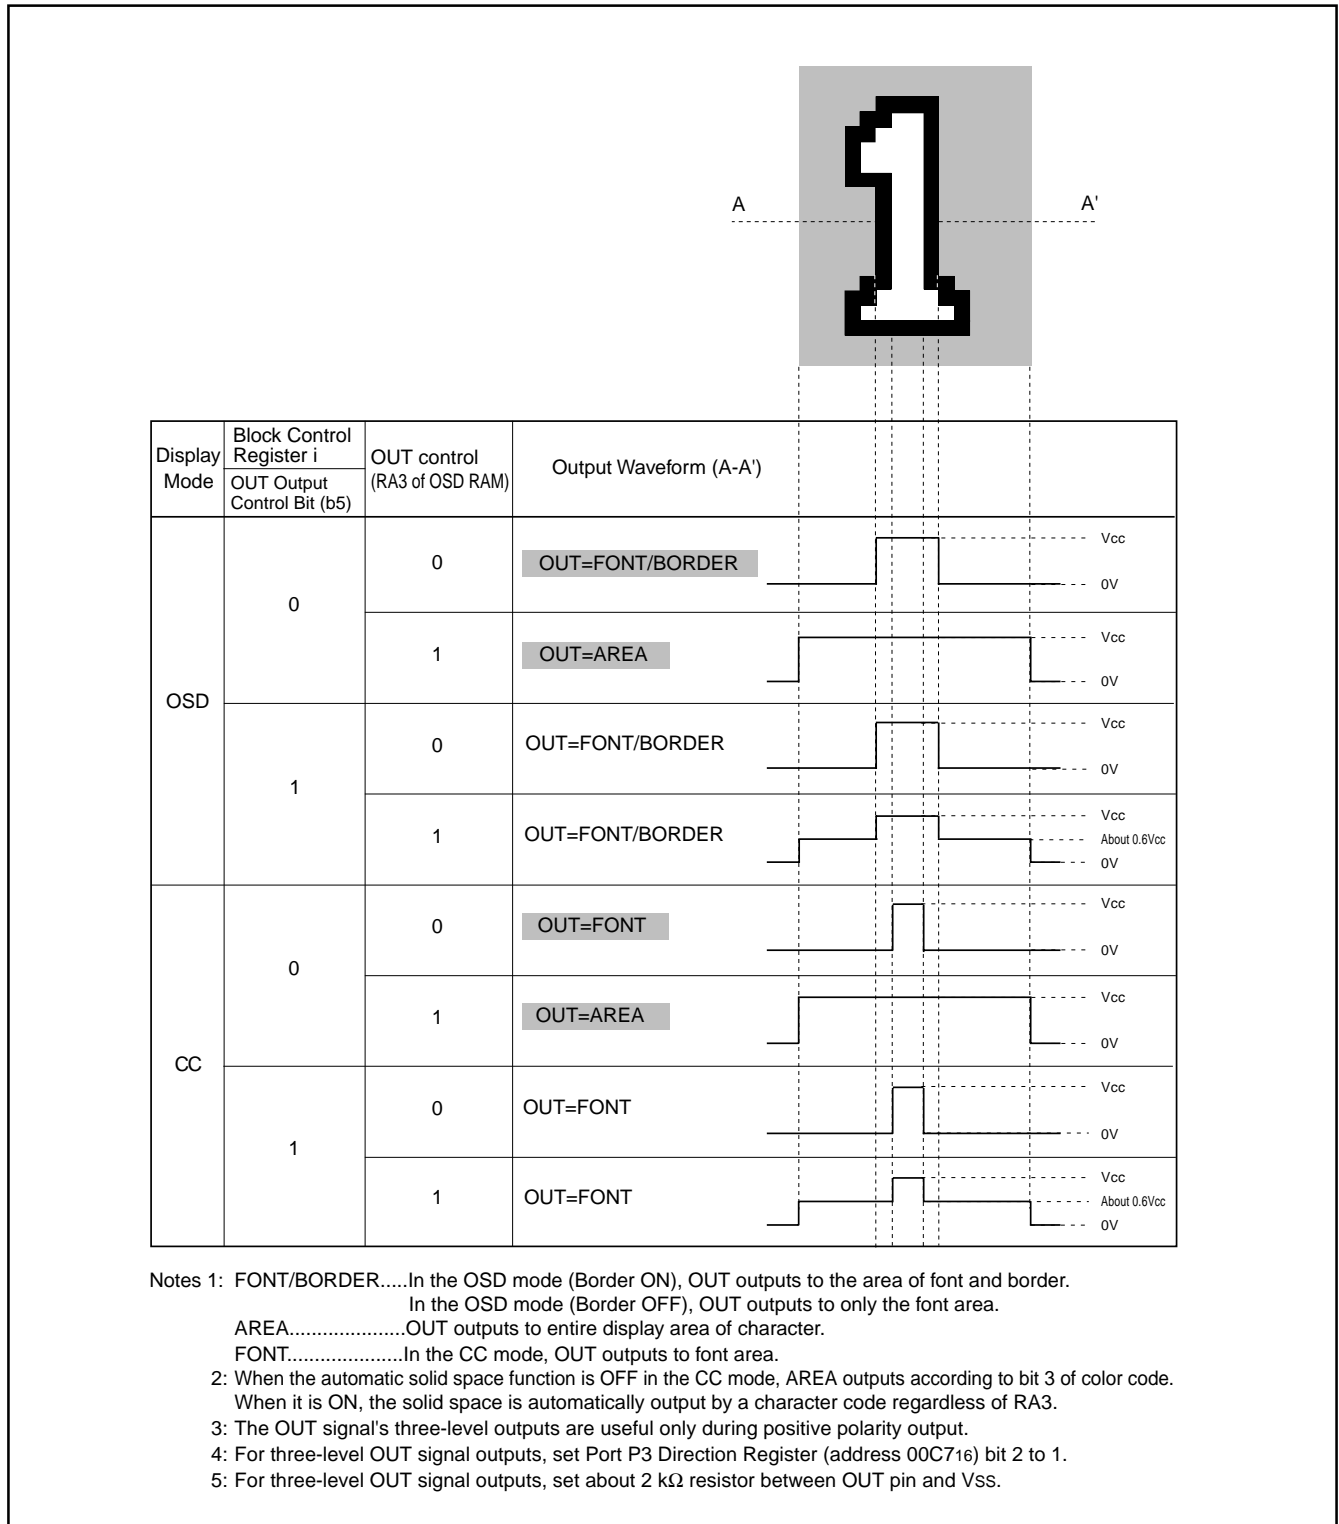 1
A A'
Display Mode
Block Control Register i
OUT Output Control Bit (b5)
OUT control (RA3 of OSD RAM)
Output Waveform (A-A')
OSD
0
0
OUT=FONT/BORDER
Vcc
0V
1
OUT=AREA
Vcc
0V
1
0
OUT=FONT/BORDER
Vcc
0V
1
OUT=FONT/BORDER
Vcc
About 0.6Vcc
0V
CC
0
0
OUT=FONT
Vcc
0V
1
OUT=AREA
Vcc
0V
1
0
OUT=FONT
Vcc
0V
1
OUT=FONT
Vcc
About 0.6Vcc
0V
Notes 1: FONT/BORDER.....In the OSD mode (Border ON), OUT outputs to the area of font and border.
In the OSD mode (Border OFF), OUT outputs to only the font area.
AREA.....................OUT outputs to entire display area of character.
FONT.....................In the CC mode, OUT outputs to font area.
2: When the automatic solid space function is OFF in the CC mode, AREA outputs according to bit 3 of color code.
When it is ON, the solid space is automatically output by a character code regardless of RA3.
3: The OUT signal's three-level outputs are useful only during positive polarity output.
4: For three-level OUT signal outputs, set Port P3 Direction Register (address 00C716) bit 2 to 1.
5: For three-level OUT signal outputs, set about 2 kΩ resistor between OUT pin and VSS.